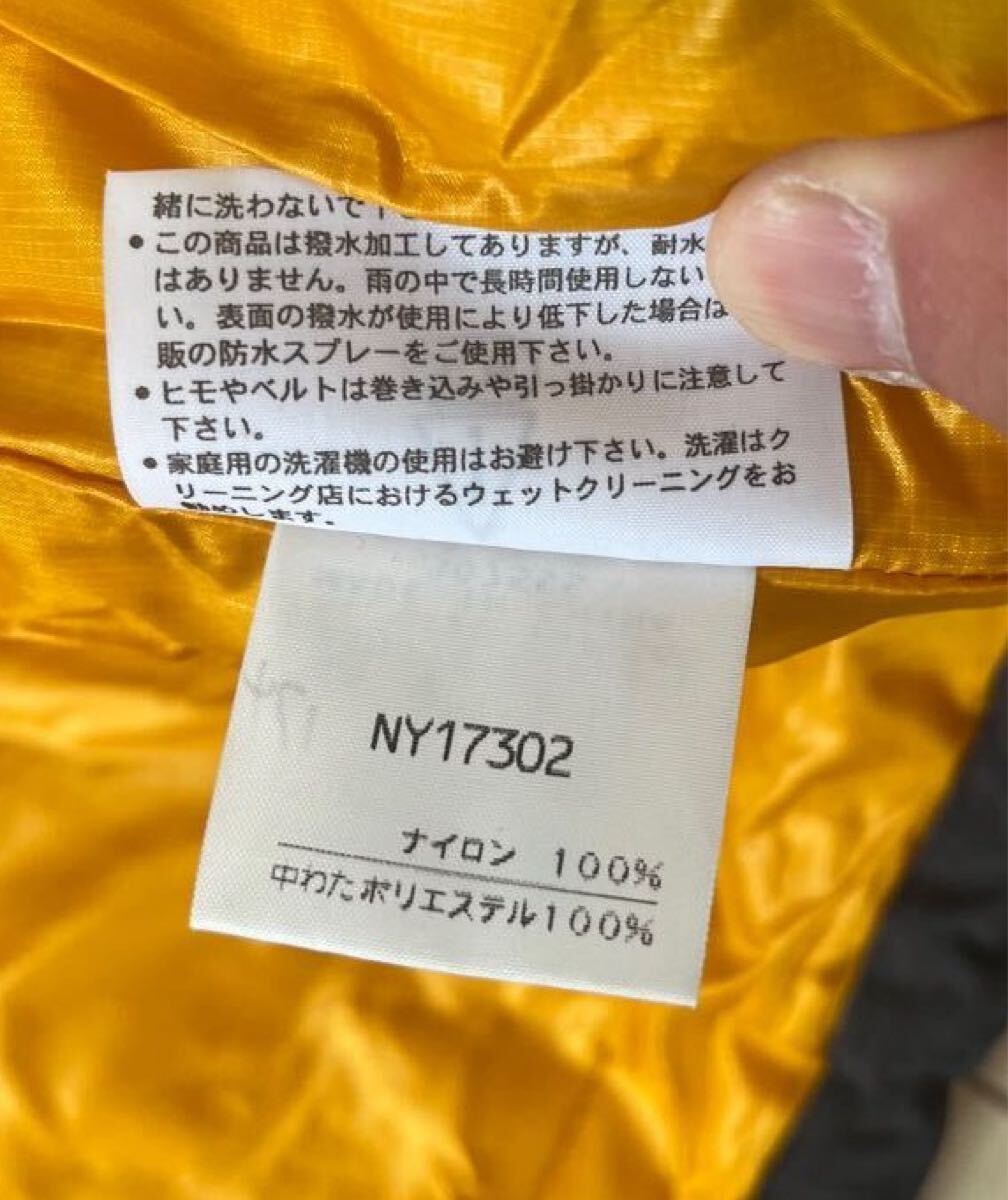 緒に洗わないで下さ
●この商品は撥水加工してありますが、耐水
はありません。雨の中で長時間使用しない
い。表面の撥水が使用により低下した場合は
販の防水スプレーをご使用下さい。
●ヒモやベルトは巻き込みや引っ掛かりに注意して
下さい。
●家庭用の洗濯機の使用はお避け下さい。洗濯はク
リーニング店におけるウェットクリーニングをお
勧めします。
NY17302
ナイロン 100%
中わたポリエステル100%